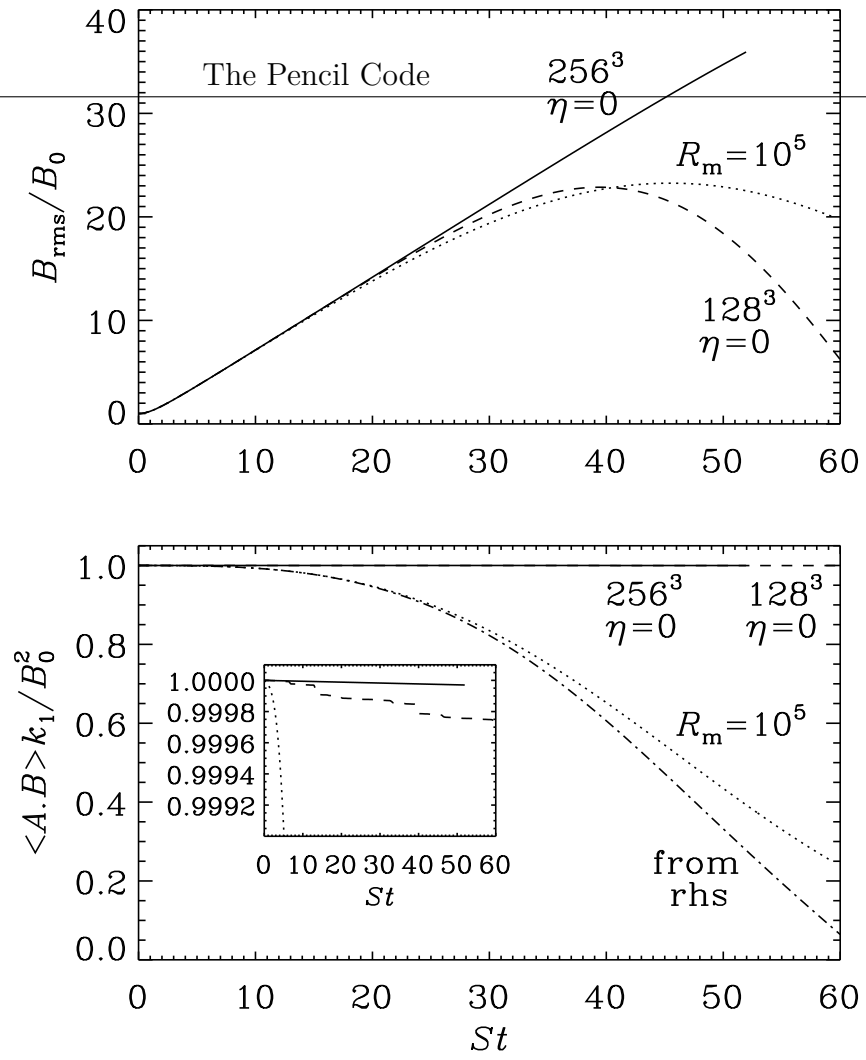 The Pencil Code
40
30
20
10
0
B_rms/B_0
256³
η=0
R_m=10⁵
128³
η=0
0 10 20 30 40 50 60
1.0
0.8
0.6
0.4
0.2
0.0
<A.B>k₁/B₀²
256³ 128³
η=0 η=0
R_m=10⁵
from
rhs
1.0000
0.9998
0.9996
0.9994
0.9992
0 10 20 30 40 50 60
St
0 10 20 30 40 50 60
St